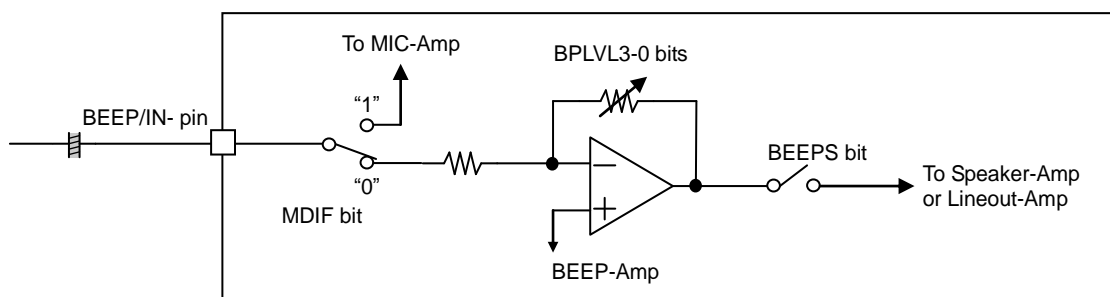 To MIC-Amp
BPLVL3-0 bits
“1”
BEEP/IN- pin
BEEPS bit
−
To Speaker-Amp
or Lineout-Amp
“0”
+
MDIF bit
BEEP-Amp